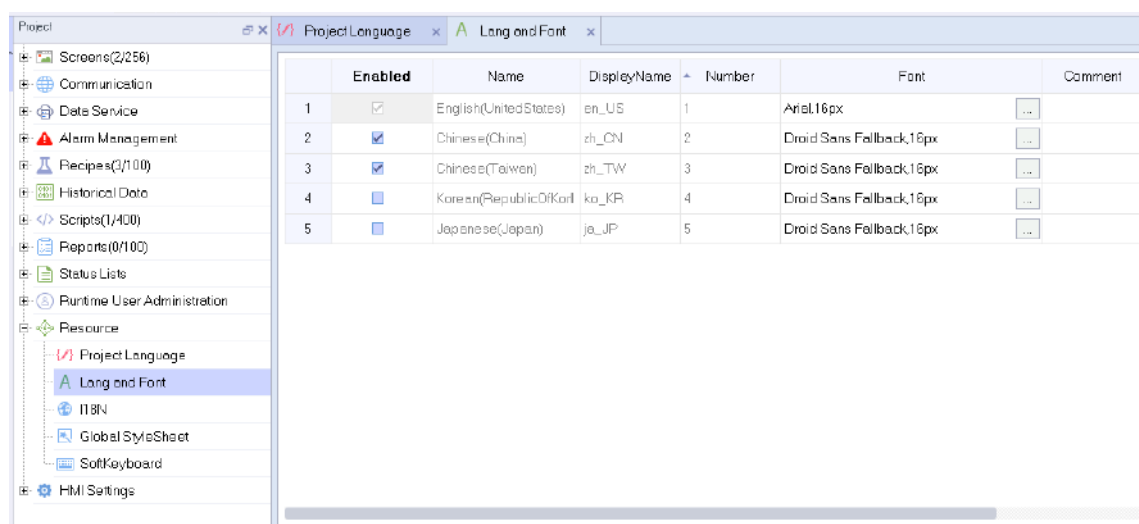 Project
Project Language
Lang and Font
Screens(2/256)
Communication
Data Service
Alarm Management
Recipes(3/100)
Historical Data
Scripts(1/400)
Reports(0/100)
Status Lists
Runtime User Administration
Resource
Project Language
Lang and Font
I18N
Global StyleSheet
SoftKeyboard
HMI Settings
Enabled Name DisplayName Number Font Comment
1 English(UnitedStates) en_US 1 Arial,16px ...
2 Chinese(China) zh_CN 2 Droid Sans Fallback,16px ...
3 Chinese(Taiwan) zh_TW 3 Droid Sans Fallback,16px ...
4 Korean(RepublicOfKor ko_KR 4 Droid Sans Fallback,16px ...
5 Japanese(Japan) ja_JP 5 Droid Sans Fallback,16px ...